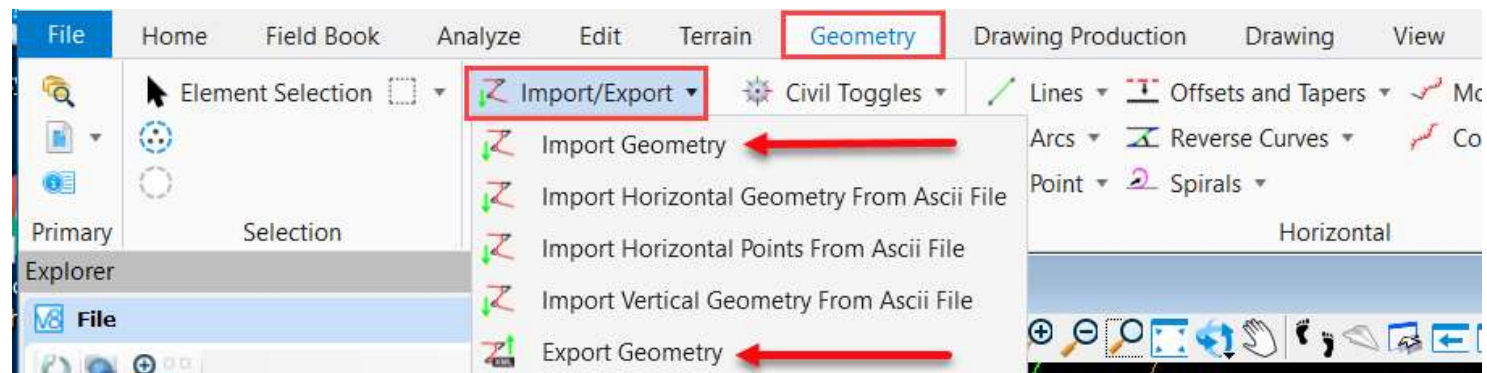 File Home Field Book Analyze Edit Terrain Geometry Drawing Production Drawing View
Element Selection Import/Export Civil Toggles Lines Offsets and Tapers
Import Geometry Arcs Reverse Curves
Import Horizontal Geometry From Ascii File Point Spirals
Primary Selection Horizontal
Import Horizontal Points From Ascii File
Explorer
Import Vertical Geometry From Ascii File
V8 File
Export Geometry